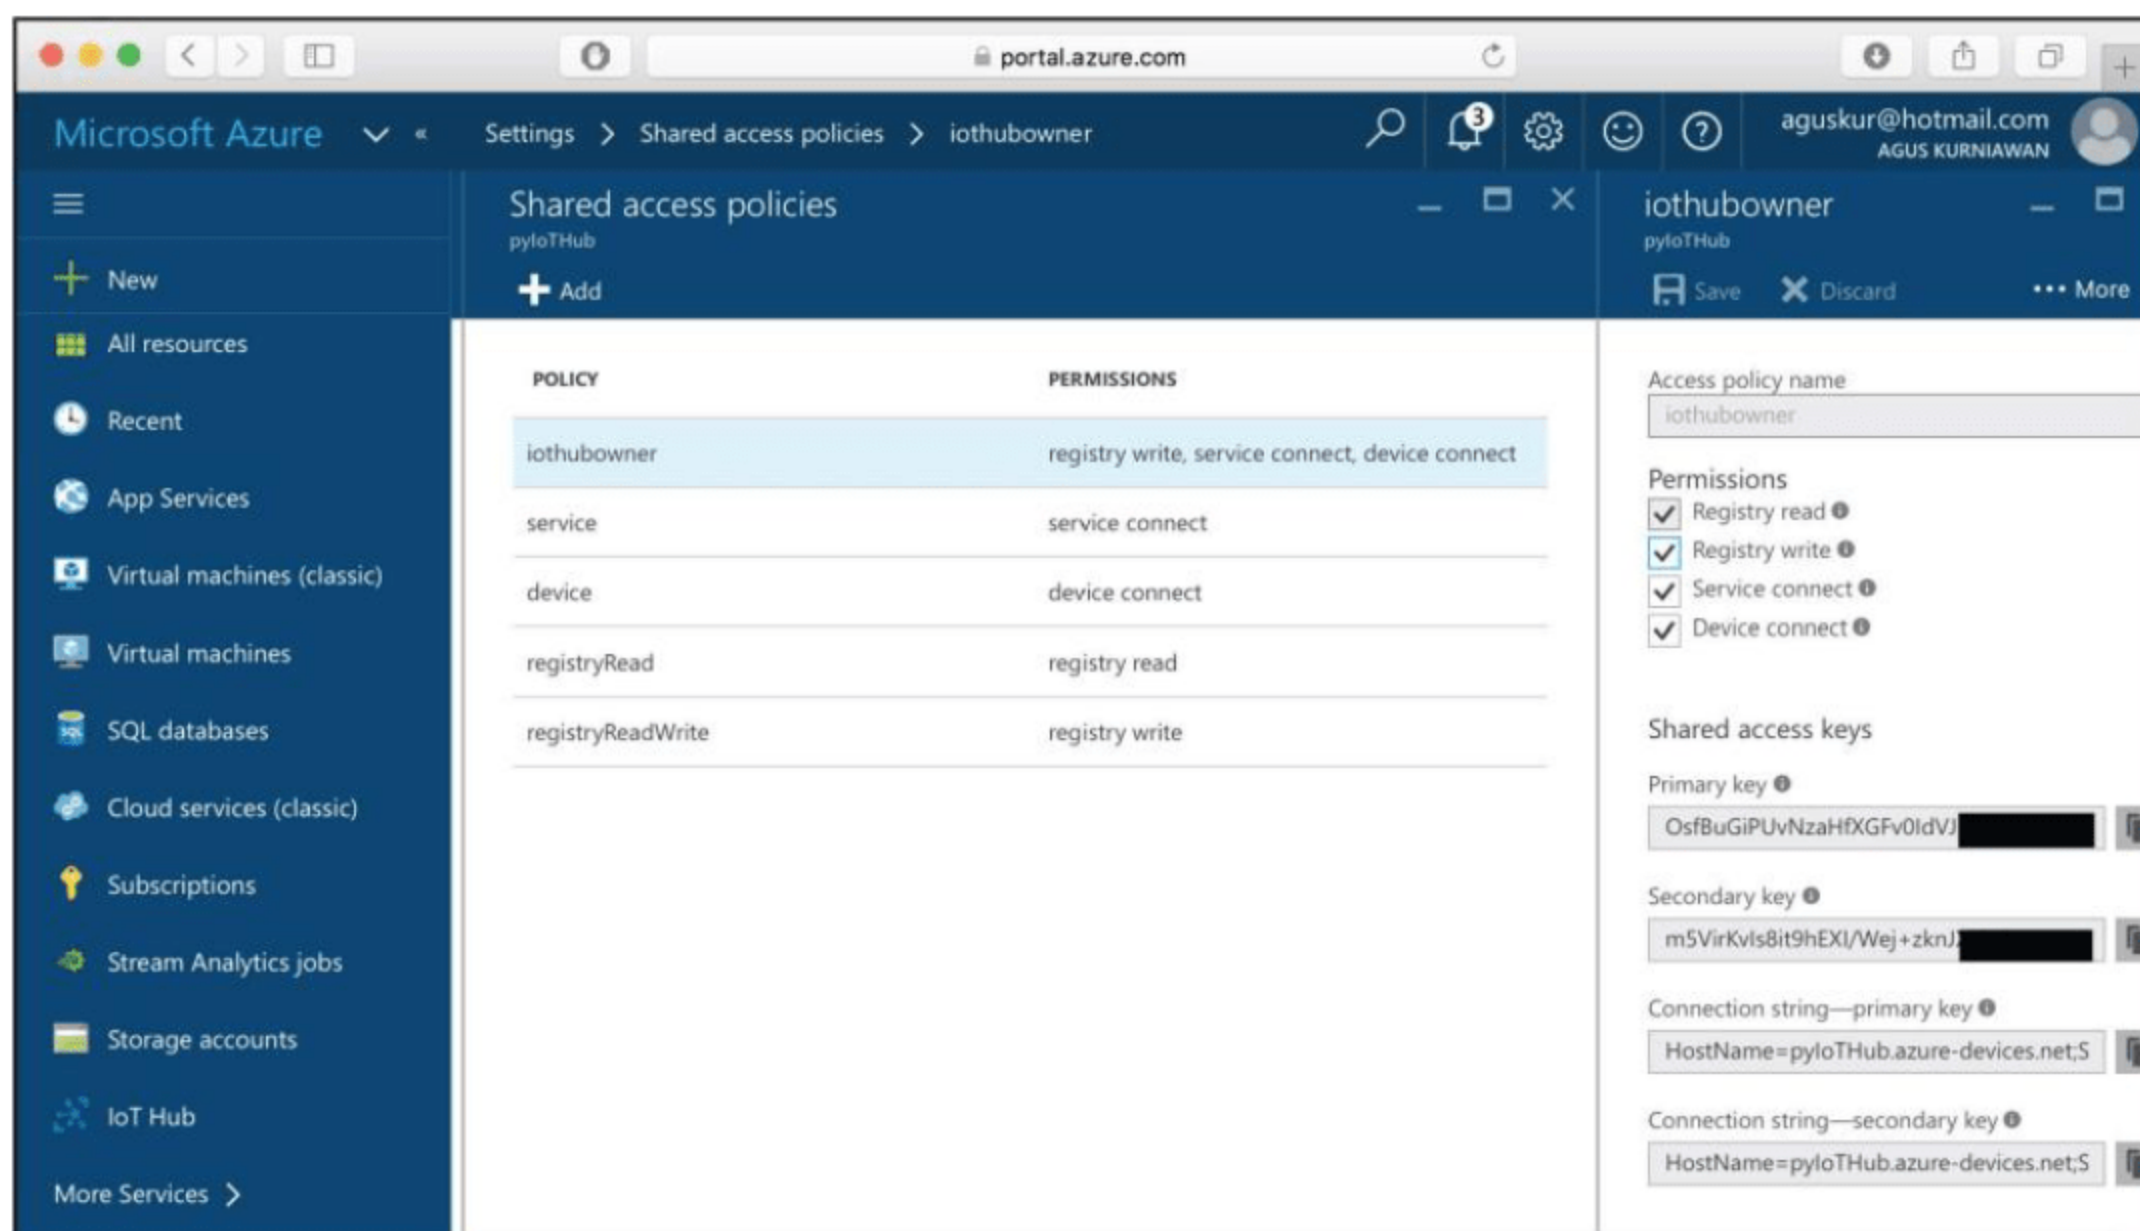 portal.azure.com
Microsoft Azure
Settings > Shared access policies > iothubowner
3
aguskur@hotmail.com
AGUS KURNIAWAN
New
All resources
Recent
App Services
Virtual machines (classic)
Virtual machines
SQL databases
Cloud services (classic)
Subscriptions
Stream Analytics jobs
Storage accounts
IoT Hub
More Services >
Shared access policies
pyIoTHub
Add
POLICY PERMISSIONS
iothubowner registry write, service connect, device connect
service service connect
device device connect
registryRead registry read
registryReadWrite registry write
iothubowner
pyIoTHub
Save Discard ... More
Access policy name
iothubowner
Permissions
Registry read
Registry write
Service connect
Device connect
Shared access keys
Primary key
OsfBuGiPUvNzaHfXGFv0IdVJ
Secondary key
m5VirKvIs8it9hEXI/Wej+zknJ
Connection string—primary key
HostName=pyIoTHub.azure-devices.net;S
Connection string—secondary key
HostName=pyIoTHub.azure-devices.net;S